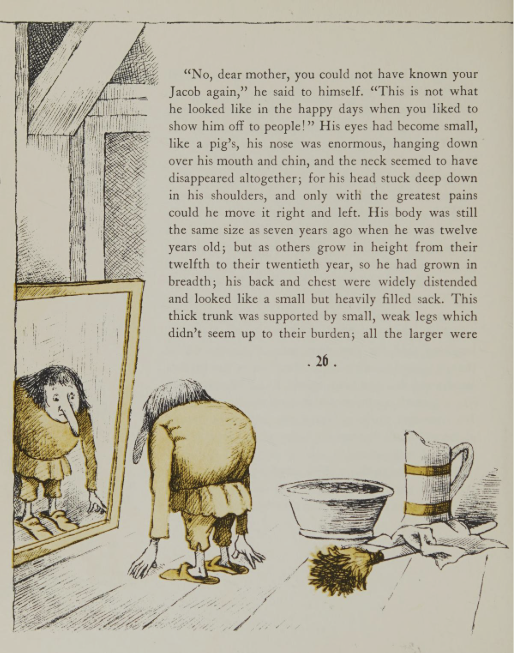 “No, dear mother, you could not have known your
Jacob again,” he said to himself. “This is not what
he looked like in the happy days when you liked to
show him off to people!” His eyes had become small,
like a pig’s, his nose was enormous, hanging down
over his mouth and chin, and the neck seemed to have
disappeared altogether; for his head stuck deep down
in his shoulders, and only with the greatest pains
could he move it right and left. His body was still
the same size as seven years ago when he was twelve
years old; but as others grow in height from their
twelfth to their twentieth year, so he had grown in
breadth; his back and chest were widely distended
and looked like a small but heavily filled sack. This
thick trunk was supported by small, weak legs which
didn’t seem up to their burden; all the larger were
. 26 .